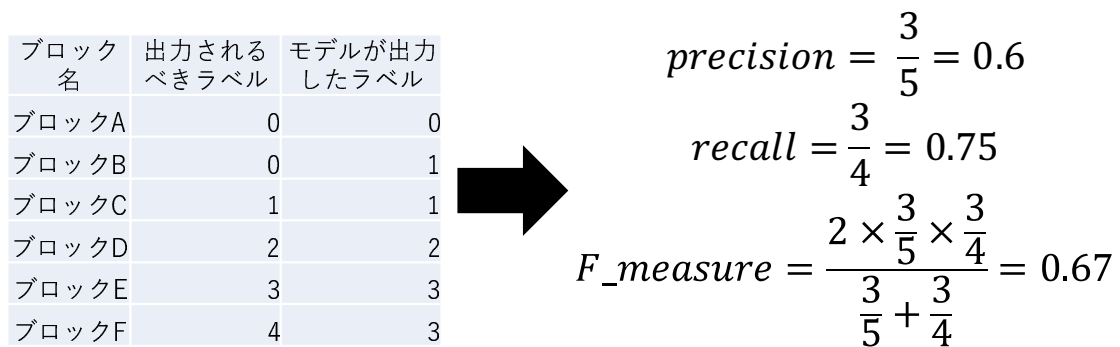 ブロック名 出力されるべきラベル モデルが出力したラベル
ブロックA 0 0
ブロックB 0 1
ブロックC 1 1
ブロックD 2 2
ブロックE 3 3
ブロックF 4 3
precision = 3/5 = 0.6
recall = 3/4 = 0.75
F_measure = (2 × 3/5 × 3/4)/(3/5 + 3/4) = 0.67